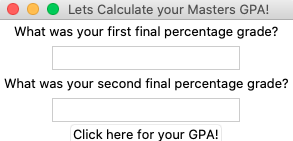 Lets Calculate your Masters GPA!
What was your first final percentage grade?
What was your second final percentage grade?
Click here for your GPA!